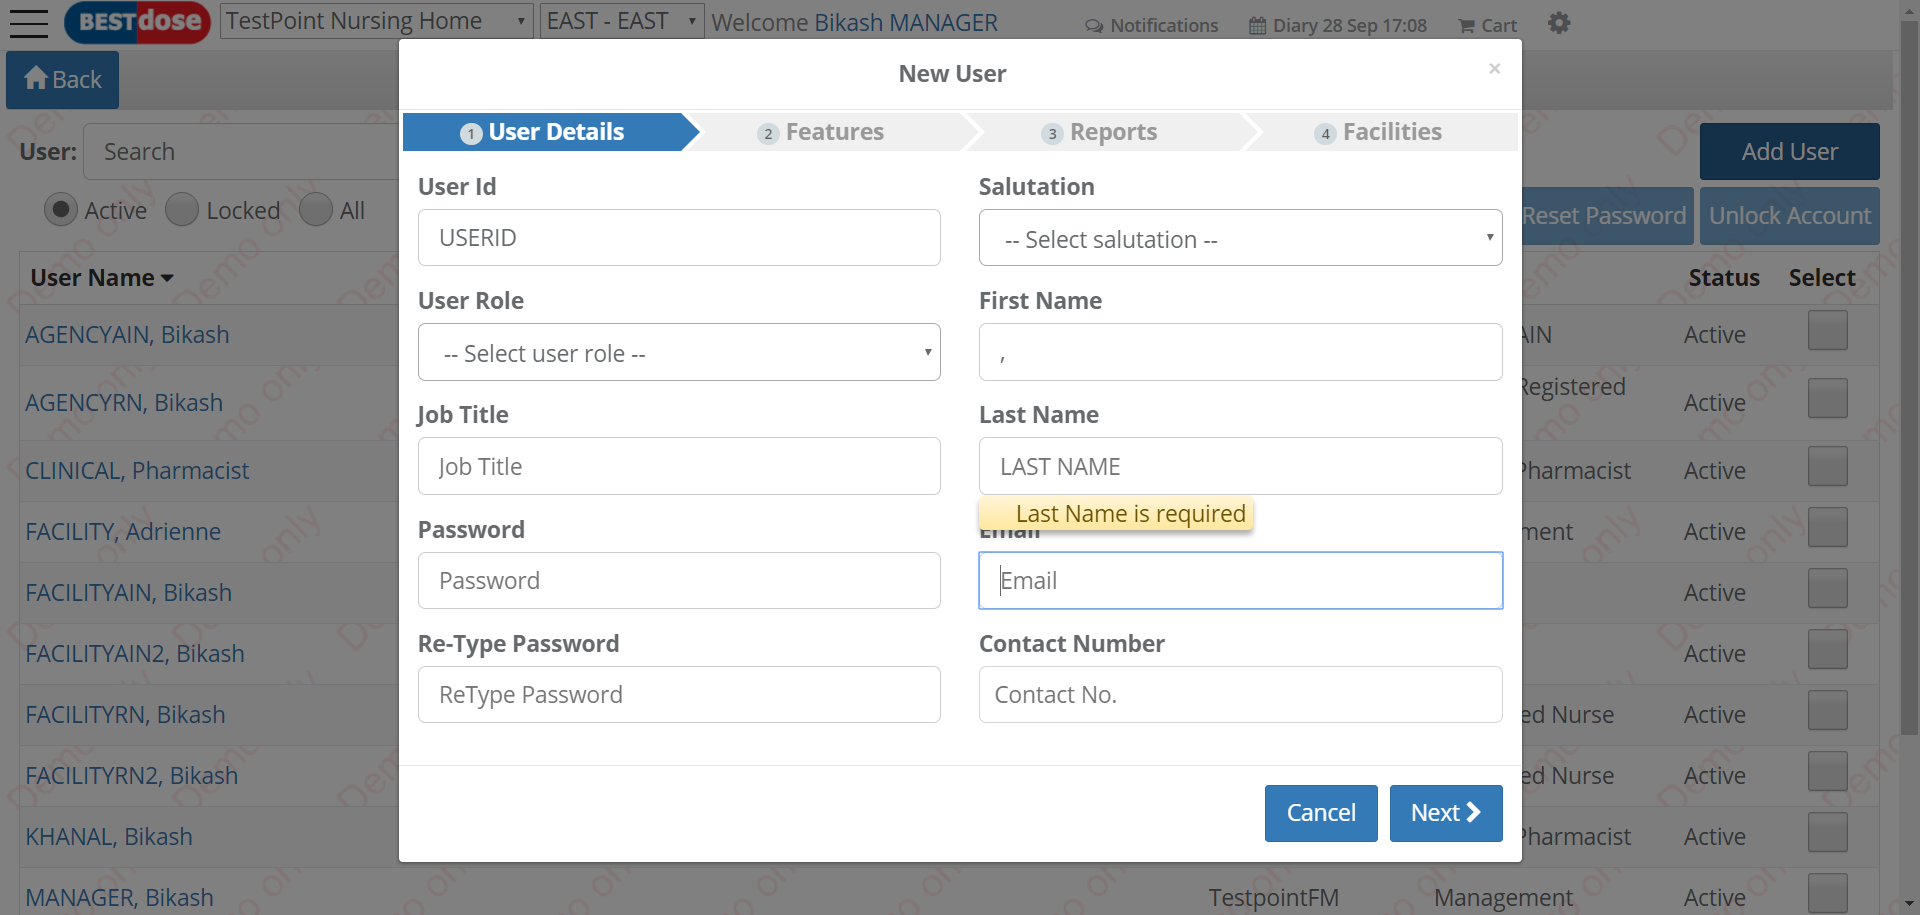 BESTdose TestPoint Nursing Home EAST - EAST Welcome Bikash MANAGER Notifications Diary 28 Sep 17:08 Cart
Back
New User ×
1 User Details 2 Features 3 Reports 4 Facilities
User: Search
Add User
Active Locked All
Reset Password Unlock Account
User Id Salutation
USERID -- Select salutation --
User Role First Name
-- Select user role -- ,
Job Title Last Name
Job Title LAST NAME
Last Name is required
Password Email
Password Email
Re-Type Password Contact Number
ReType Password Contact No.
Cancel Next
User Name Status Select
AGENCYAIN, Bikash AIN Active
AGENCYRN, Bikash Registered Active
CLINICAL, Pharmacist Pharmacist Active
FACILITY, Adrienne ment Active
FACILITYAIN, Bikash Active
FACILITYAIN2, Bikash Active
FACILITYRN, Bikash ed Nurse Active
FACILITYRN2, Bikash ed Nurse Active
KHANAL, Bikash Pharmacist Active
MANAGER, Bikash TestpointFM Management Active
Demo only